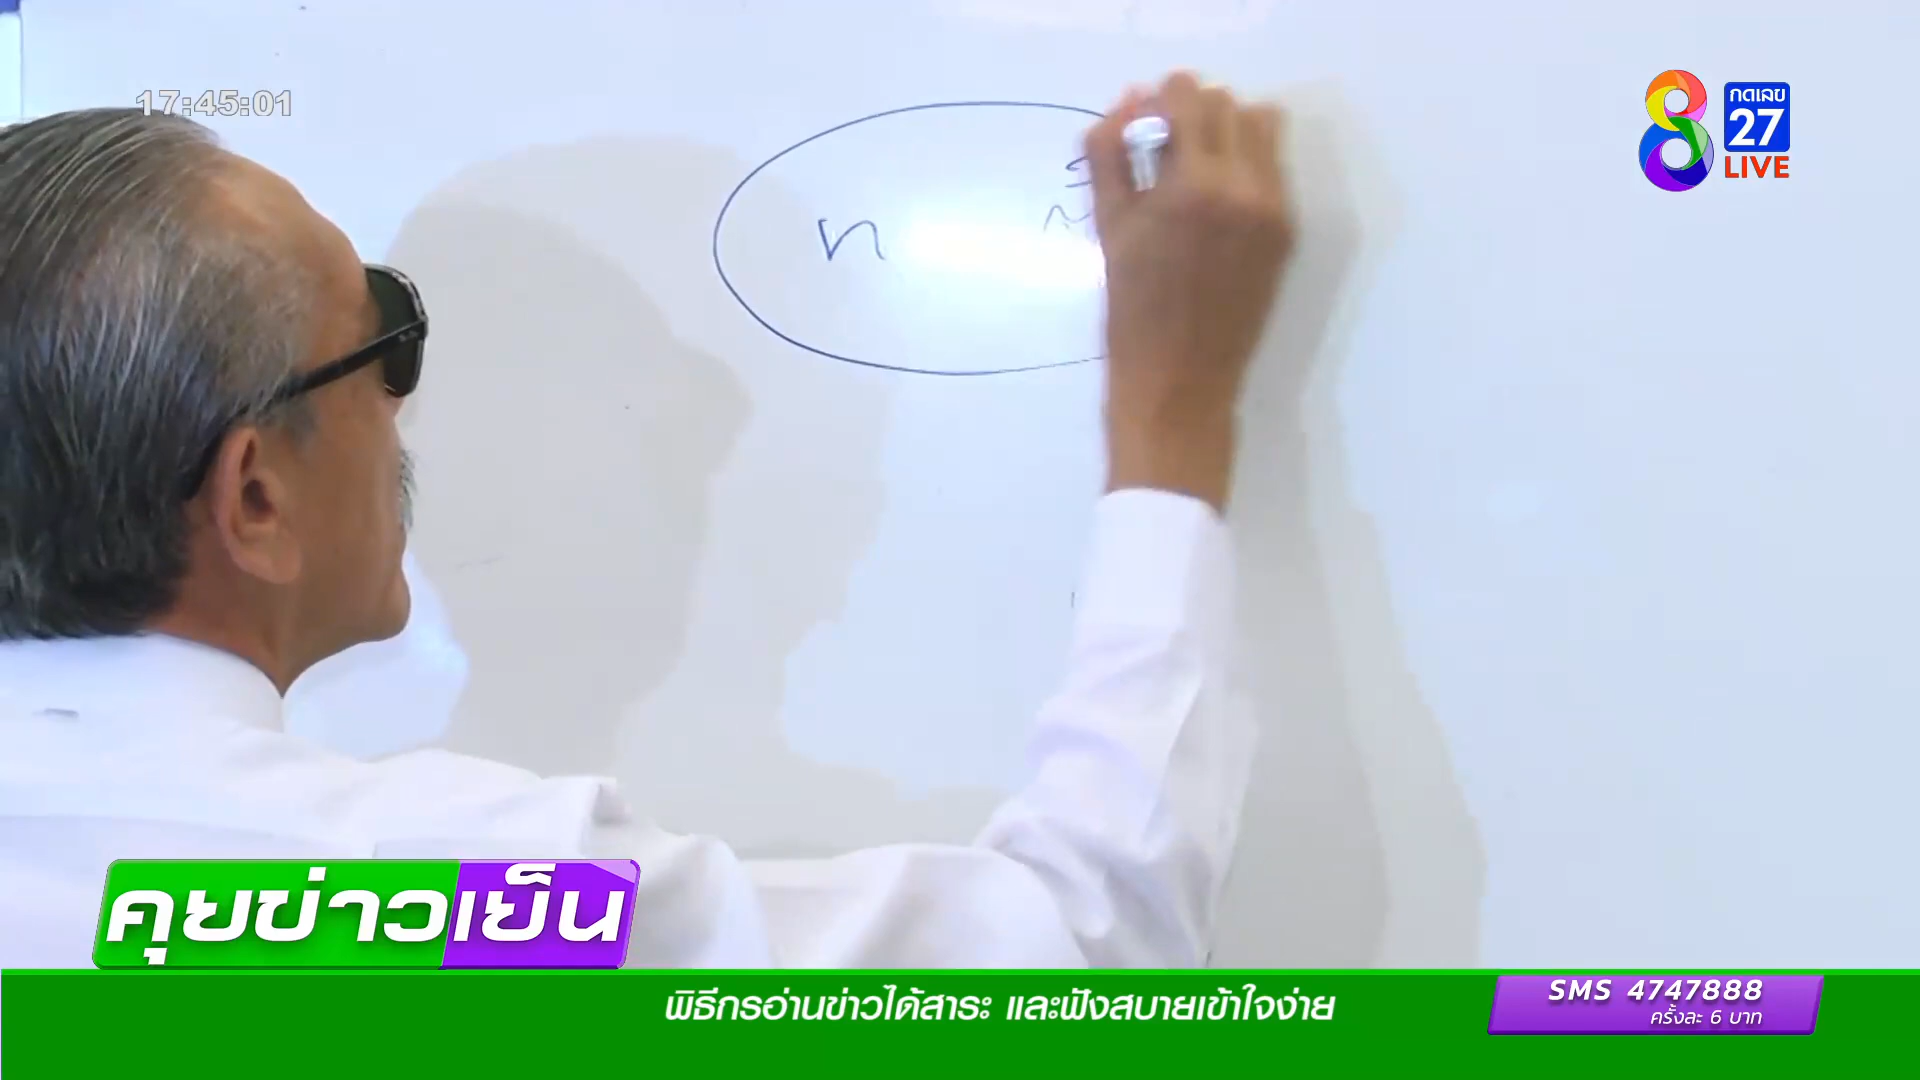 17:45:01
กดเลข
27
LIVE
ท
คุยข่าวเย็น
พิธีกรอ่านข่าวได้สาระ และฟังสบายเข้าใจง่าย
SMS 4747888
ครั้งละ 6 บาท